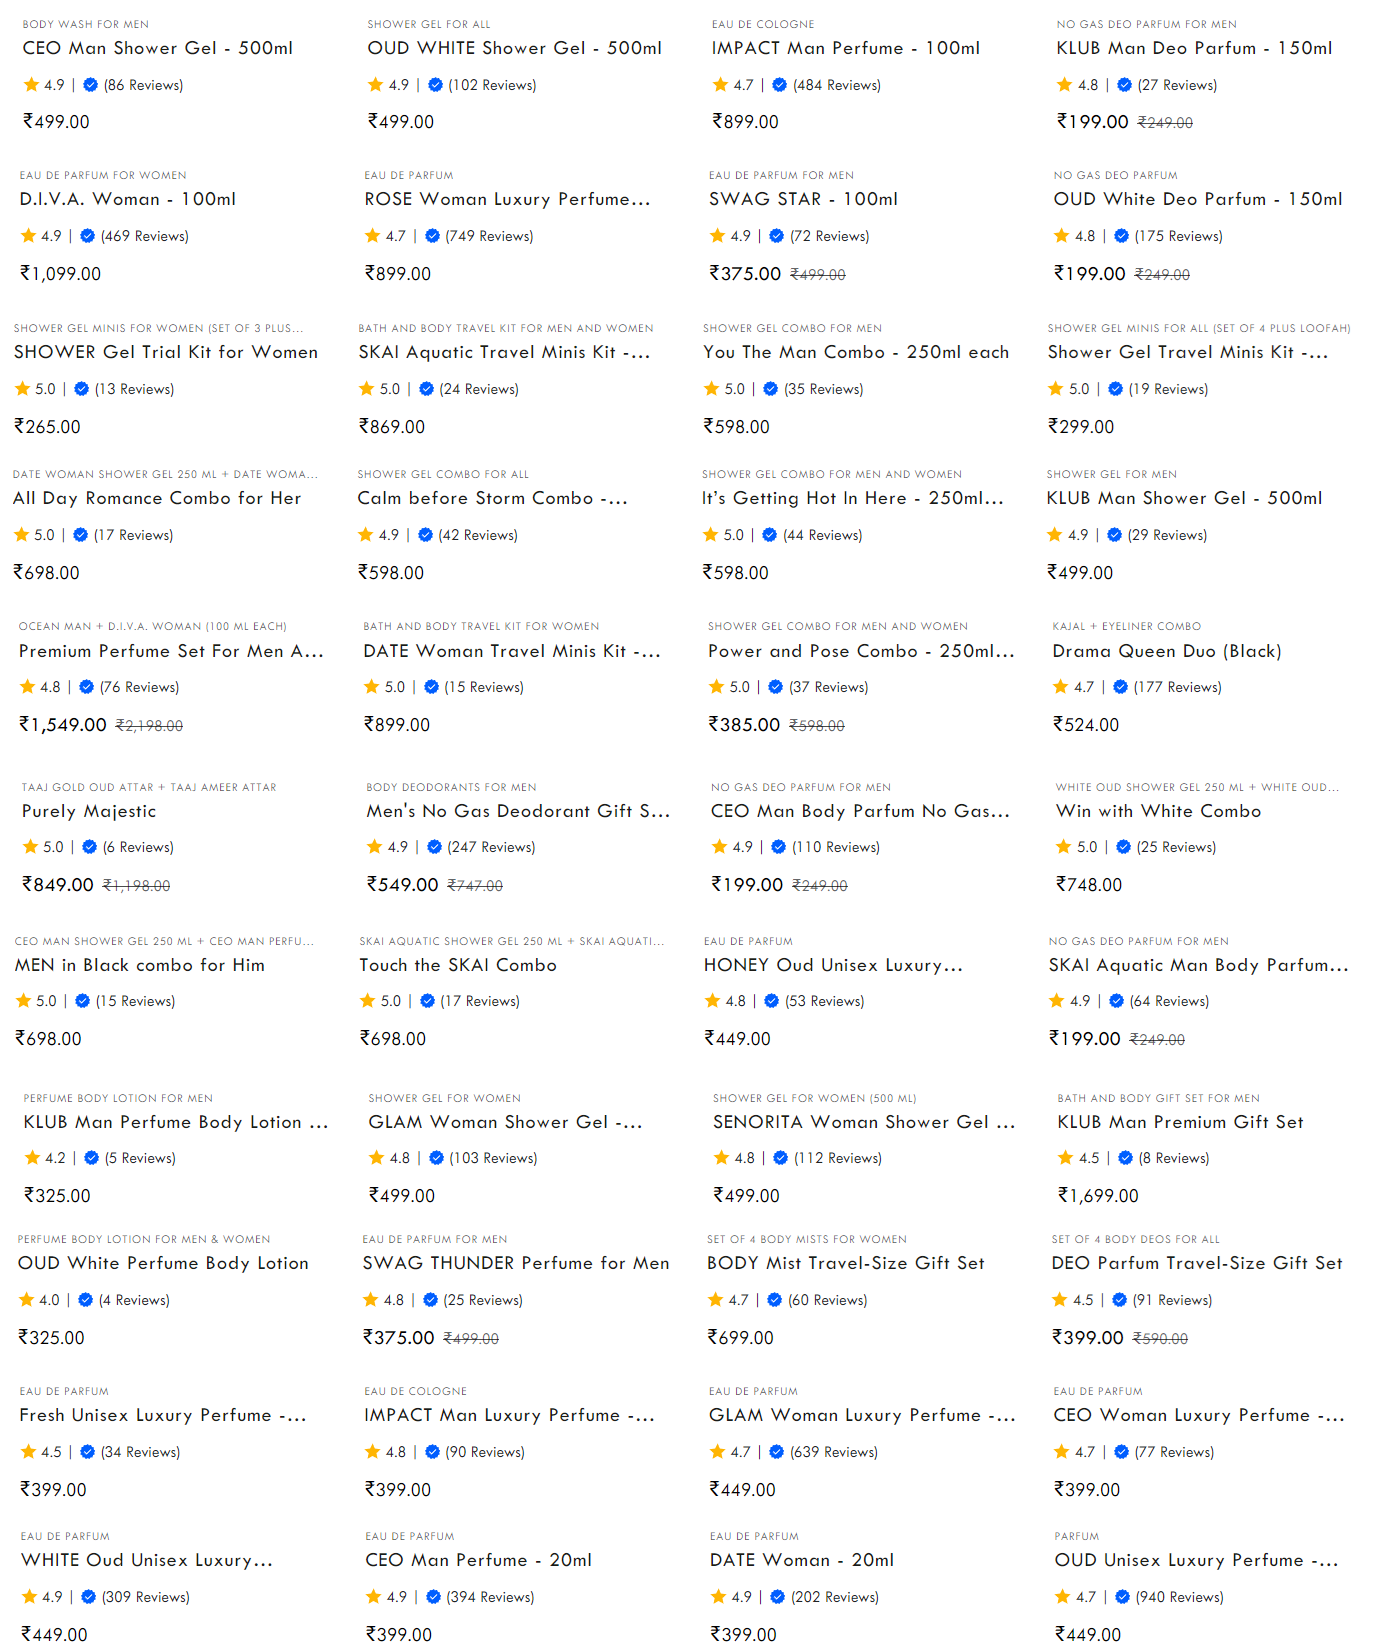 BODY WASH FOR MEN
CEO Man Shower Gel - 500ml
4.9 | (86 Reviews)
₹499.00
SHOWER GEL FOR ALL
OUD WHITE Shower Gel - 500ml
4.9 | (102 Reviews)
₹499.00
EAU DE COLOGNE
IMPACT Man Perfume - 100ml
4.7 | (484 Reviews)
₹899.00
NO GAS DEO PARFUM FOR MEN
KLUB Man Deo Parfum - 150ml
4.8 | (27 Reviews)
₹199.00 ₹249.00
EAU DE PARFUM FOR WOMEN
D.I.V.A. Woman - 100ml
4.9 | (469 Reviews)
₹1,099.00
EAU DE PARFUM
ROSE Woman Luxury Perfume...
4.7 | (749 Reviews)
₹899.00
EAU DE PARFUM FOR MEN
SWAG STAR - 100ml
4.9 | (72 Reviews)
₹375.00 ₹499.00
NO GAS DEO PARFUM
OUD White Deo Parfum - 150ml
4.8 | (175 Reviews)
₹199.00 ₹249.00
SHOWER GEL MINIS FOR WOMEN (SET OF 3 PLUS...
SHOWER Gel Trial Kit for Women
5.0 | (13 Reviews)
₹265.00
BATH AND BODY TRAVEL KIT FOR MEN AND WOMEN
SKAI Aquatic Travel Minis Kit -...
5.0 | (24 Reviews)
₹869.00
SHOWER GEL COMBO FOR MEN
You The Man Combo - 250ml each
5.0 | (35 Reviews)
₹598.00
SHOWER GEL MINIS FOR ALL (SET OF 4 PLUS LOOFAH)
Shower Gel Travel Minis Kit -...
5.0 | (19 Reviews)
₹299.00
DATE WOMAN SHOWER GEL 250 ML + DATE WOMA...
All Day Romance Combo for Her
5.0 | (17 Reviews)
₹698.00
SHOWER GEL COMBO FOR ALL
Calm before Storm Combo -...
4.9 | (42 Reviews)
₹598.00
SHOWER GEL COMBO FOR MEN AND WOMEN
It's Getting Hot In Here - 250ml...
5.0 | (44 Reviews)
₹598.00
SHOWER GEL FOR MEN
KLUB Man Shower Gel - 500ml
4.9 | (29 Reviews)
₹499.00
OCEAN MAN + D.I.V.A. WOMAN (100 ML EACH)
Premium Perfume Set For Men A...
4.8 | (76 Reviews)
₹1,549.00 ₹2,198.00
BATH AND BODY TRAVEL KIT FOR WOMEN
DATE Woman Travel Minis Kit -...
5.0 | (15 Reviews)
₹899.00
SHOWER GEL COMBO FOR MEN AND WOMEN
Power and Pose Combo - 250ml...
5.0 | (37 Reviews)
₹385.00 ₹598.00
KAJAL + EYELINER COMBO
Drama Queen Duo (Black)
4.7 | (177 Reviews)
₹524.00
TAAJ GOLD OUD ATTAR + TAAJ AMEER ATTAR
Purely Majestic
5.0 | (6 Reviews)
₹849.00 ₹1,198.00
BODY DEODORANTS FOR MEN
Men's No Gas Deodorant Gift S...
4.9 | (247 Reviews)
₹549.00 ₹747.00
NO GAS DEO PARFUM FOR MEN
CEO Man Body Parfum No Gas...
4.9 | (110 Reviews)
₹199.00 ₹249.00
WHITE OUD SHOWER GEL 250 ML + WHITE OUD...
Win with White Combo
5.0 | (25 Reviews)
₹748.00
CEO MAN SHOWER GEL 250 ML + CEO MAN PERFU...
MEN in Black combo for Him
5.0 | (15 Reviews)
₹698.00
SKAI AQUATIC SHOWER GEL 250 ML + SKAI AQUATI...
Touch the SKAI Combo
5.0 | (17 Reviews)
₹698.00
EAU DE PARFUM
HONEY Oud Unisex Luxury...
4.8 | (53 Reviews)
₹449.00
NO GAS DEO PARFUM FOR MEN
SKAI Aquatic Man Body Parfum...
4.9 | (64 Reviews)
₹199.00 ₹249.00
PERFUME BODY LOTION FOR MEN
KLUB Man Perfume Body Lotion ...
4.2 | (5 Reviews)
₹325.00
SHOWER GEL FOR WOMEN
GLAM Woman Shower Gel -...
4.8 | (103 Reviews)
₹499.00
SHOWER GEL FOR WOMEN (500 ML)
SENORITA Woman Shower Gel ...
4.8 | (112 Reviews)
₹499.00
BATH AND BODY GIFT SET FOR MEN
KLUB Man Premium Gift Set
4.5 | (8 Reviews)
₹1,699.00
PERFUME BODY LOTION FOR MEN & WOMEN
OUD White Perfume Body Lotion
4.0 | (4 Reviews)
₹325.00
EAU DE PARFUM FOR MEN
SWAG THUNDER Perfume for Men
4.8 | (25 Reviews)
₹375.00 ₹499.00
SET OF 4 BODY MISTS FOR WOMEN
BODY Mist Travel-Size Gift Set
4.7 | (60 Reviews)
₹699.00
SET OF 4 BODY DEOS FOR ALL
DEO Parfum Travel-Size Gift Set
4.5 | (91 Reviews)
₹399.00 ₹590.00
EAU DE PARFUM
Fresh Unisex Luxury Perfume -...
4.5 | (34 Reviews)
₹399.00
EAU DE COLOGNE
IMPACT Man Luxury Perfume -...
4.8 | (90 Reviews)
₹399.00
EAU DE PARFUM
GLAM Woman Luxury Perfume -...
4.7 | (639 Reviews)
₹449.00
EAU DE PARFUM
CEO Woman Luxury Perfume -...
4.7 | (77 Reviews)
₹399.00
EAU DE PARFUM
WHITE Oud Unisex Luxury...
4.9 | (309 Reviews)
₹449.00
EAU DE PARFUM
CEO Man Perfume - 20ml
4.9 | (394 Reviews)
₹399.00
EAU DE PARFUM
DATE Woman - 20ml
4.9 | (202 Reviews)
₹399.00
PARFUM
OUD Unisex Luxury Perfume -...
4.7 | (940 Reviews)
₹449.00